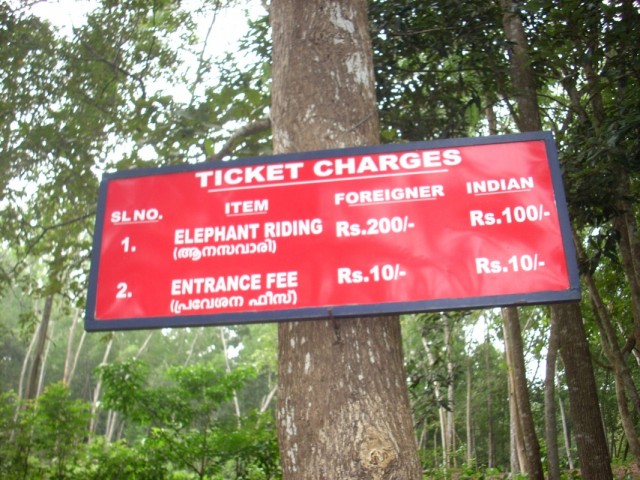 TICKET CHARGES
SL NO. ITEM FOREIGNER INDIAN
1. ELEPHANT RIDING Rs.200/- Rs.100/-
(ആനസവാരി)
2. ENTRANCE FEE Rs.10/- Rs.10/-
(പ്രവേശന ഫീസ്)